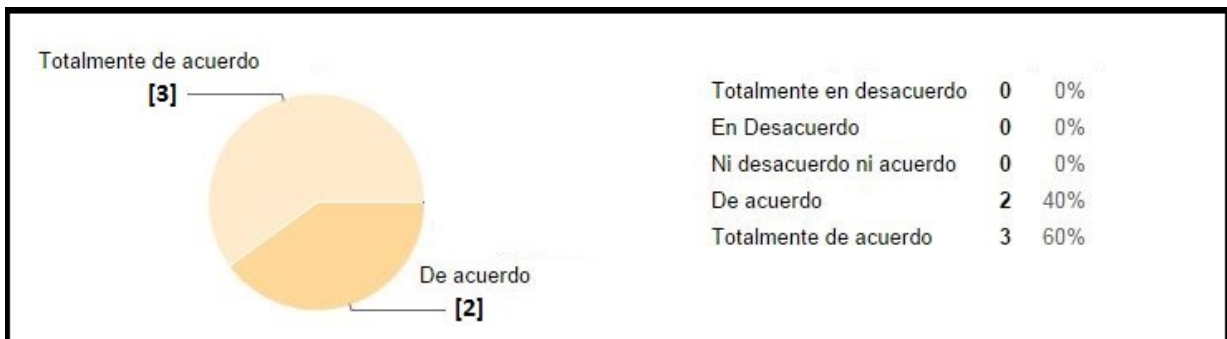 Totalmente de acuerdo
[3]
De acuerdo
[2]
Totalmente en desacuerdo 0 0%
En Desacuerdo 0 0%
Ni desacuerdo ni acuerdo 0 0%
De acuerdo 2 40%
Totalmente de acuerdo 3 60%